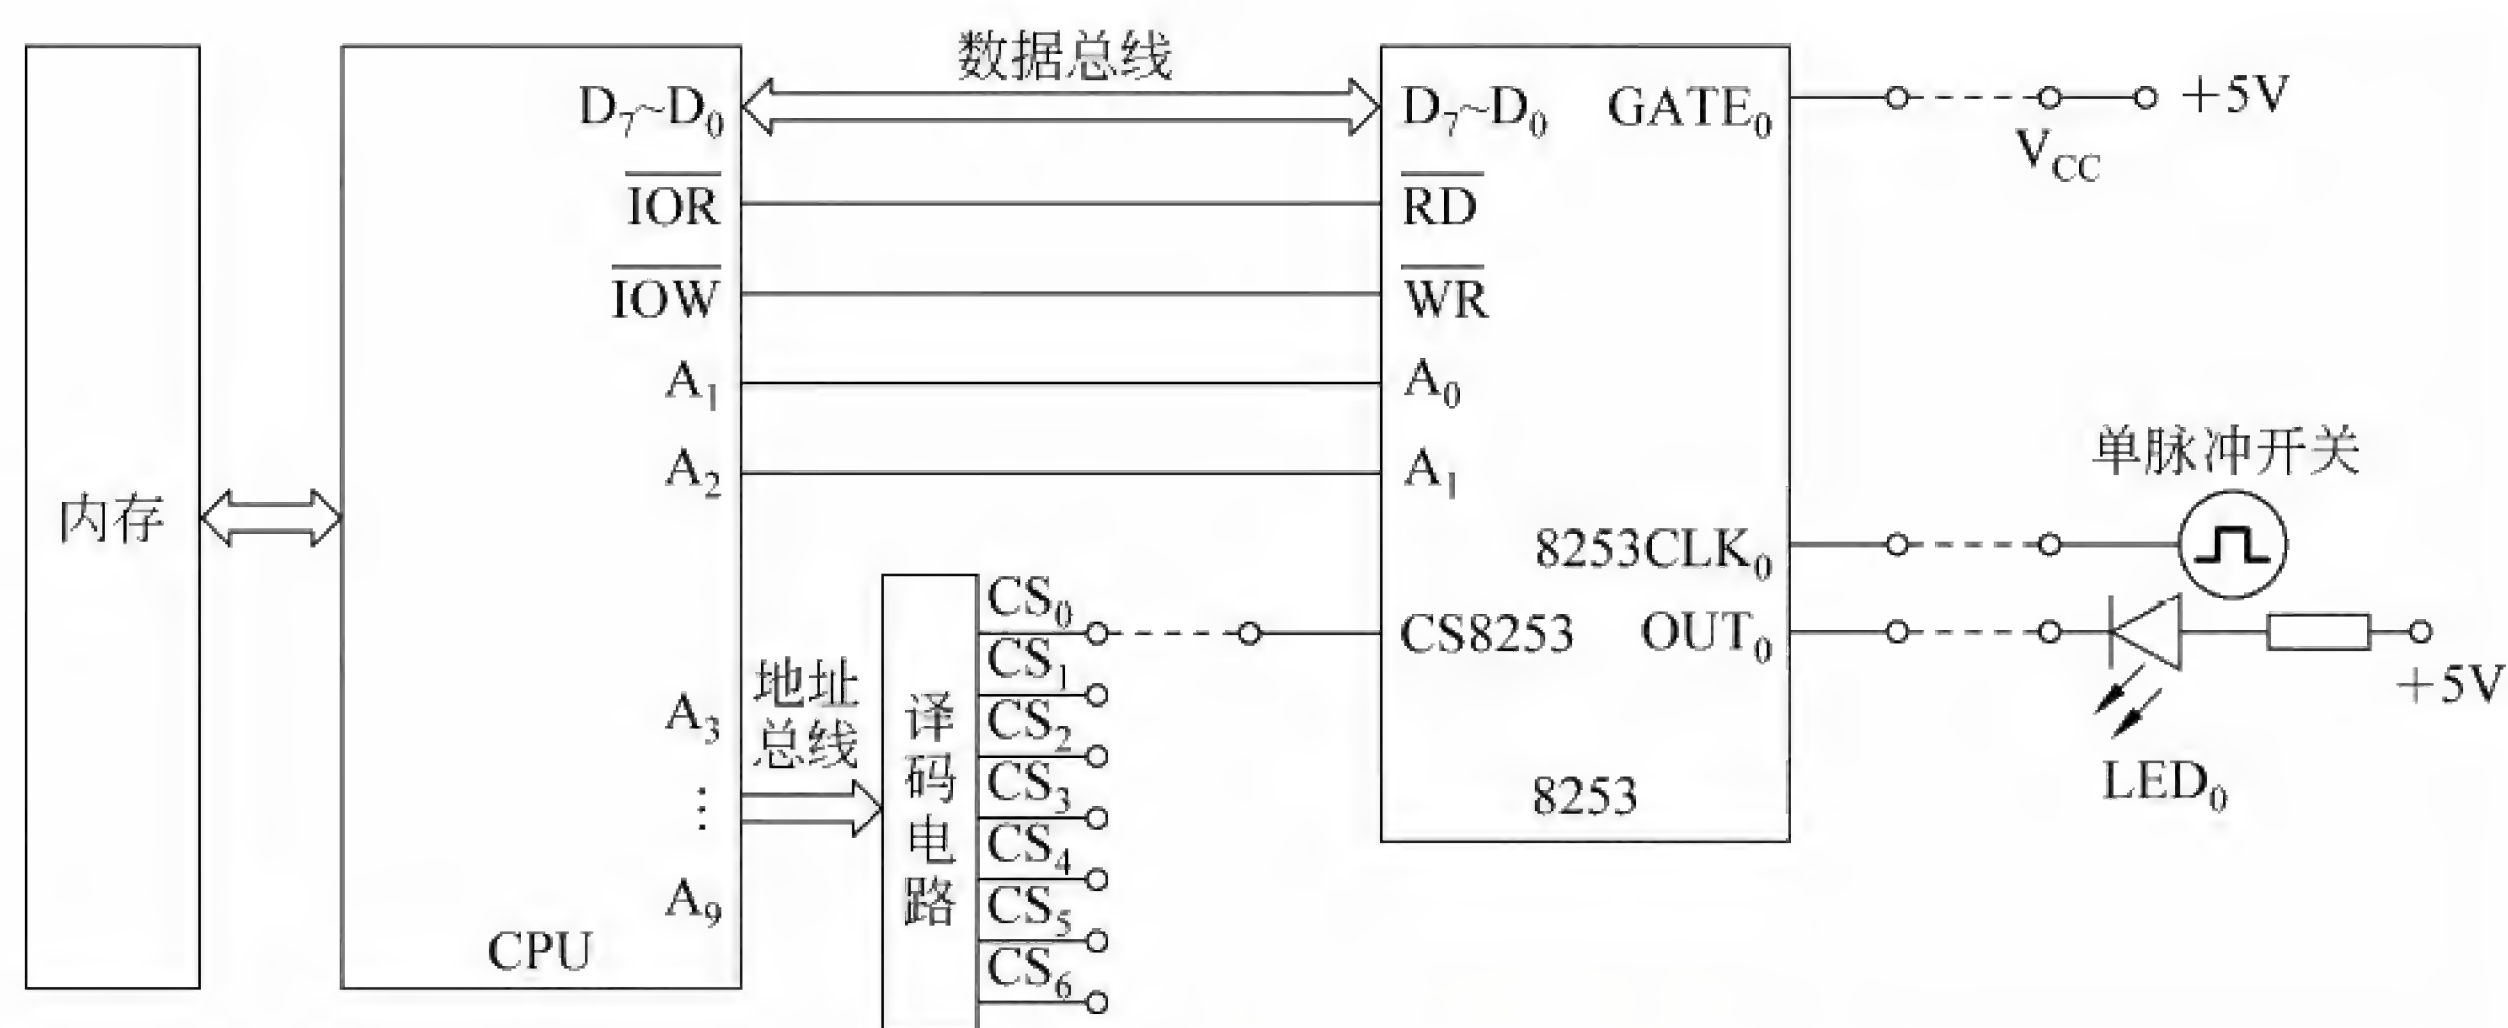 数据总线
D₇~D₀
D₇~D₀
GATE₀
+5V
V_CC
IOR
RD
IOW
WR
A₁
A₀
A₂
A₁
单脉冲开关
内存
8253CLK₀
CS₀
CS8253
OUT₀
CS₁
地址
总线
+5V
A₃
译码电路
CS₂
CS₃
LED₀
8253
⋮
CS₄
A₉
CS₅
CPU
CS₆